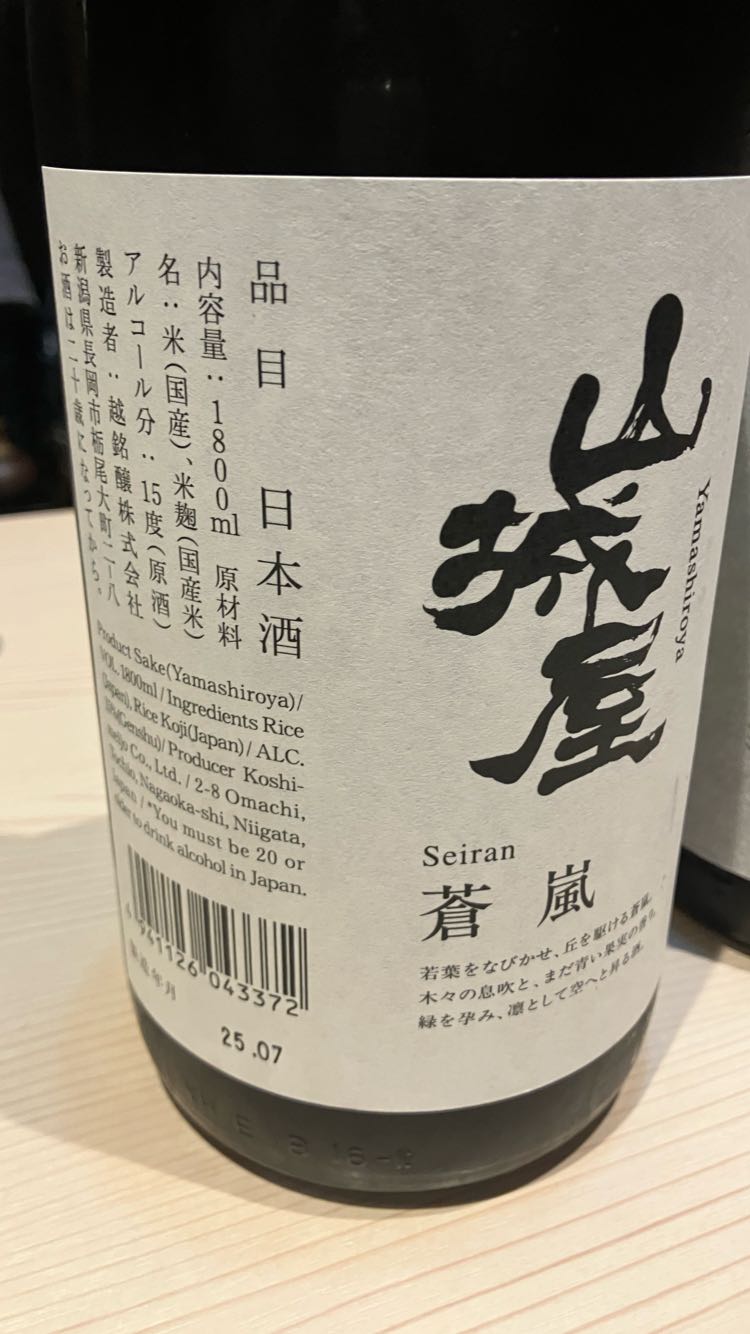 山城屋
Yamashiroya
Seiran
蒼嵐
若葉をなびかせ、丘を駆ける蒼嵐。
木々の息吹と、まだ青い果実の香り。
緑を孕み、凛として空へと昇る酒。
品目 日本酒
内容量：1800ml 原材料
名：米(国産)、米麹(国産米)
アルコール分：15度(原酒)
製造者：越銘醸株式会社
新潟県長岡市栃尾大町二ー八
お酒は二十歳になってから。
Product Sake(Yamashiroya)/
VOL. 1800ml / Ingredients Rice
(Japan), Rice Koji(Japan) / ALC.
(Genshu)/ Producer Koshi-
meijo Co., Ltd. / 2-8 Omachi,
Tochio, Nagaoka-shi, Niigata,
Japan / *You must be 20 or
older to drink alcohol in Japan.
4 941126 043372
製造年月
25.07